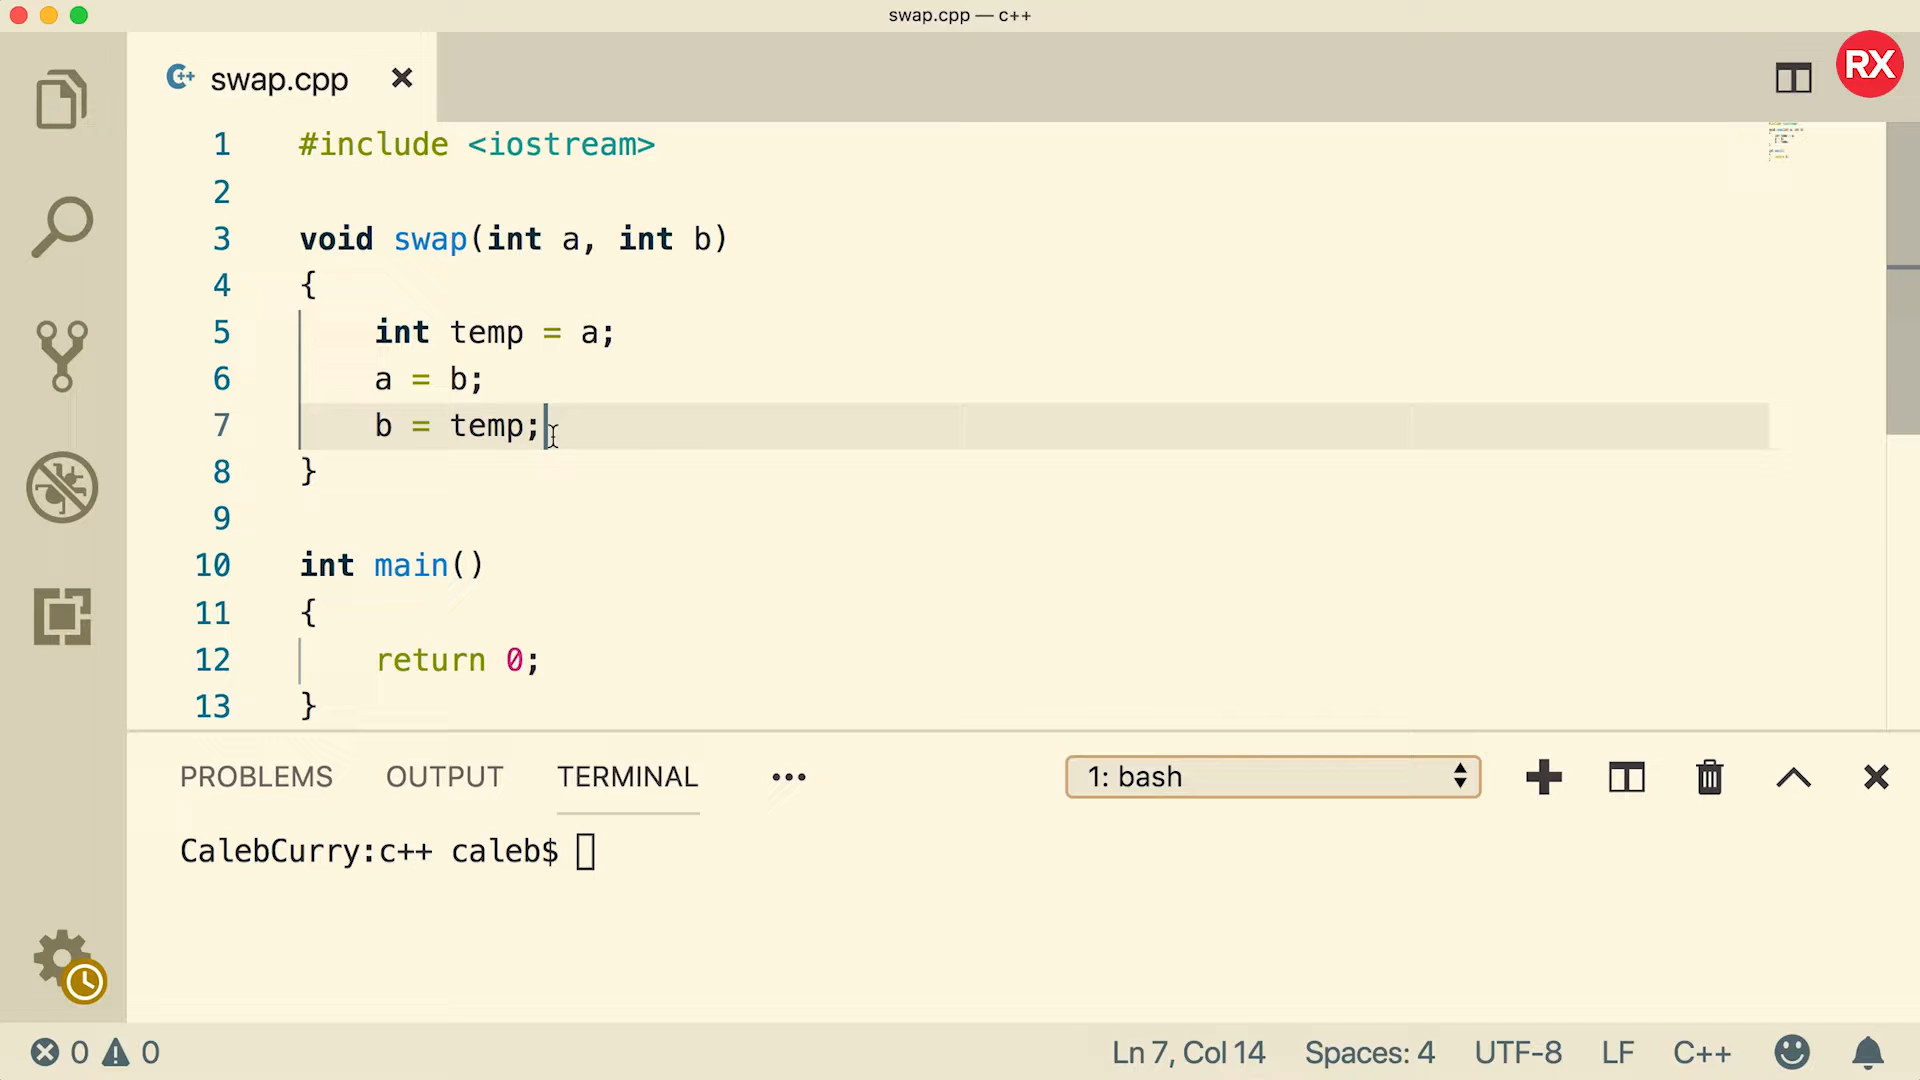 swap.cpp — c++
swap.cpp
RX
1 #include <iostream>
2
3 void swap(int a, int b)
4 {
5     int temp = a;
6     a = b;
7     b = temp;
8 }
9
10 int main()
11 {
12     return 0;
13 }
PROBLEMS OUTPUT TERMINAL ••• 1: bash
CalebCurry:c++ caleb$
0 0 Ln 7, Col 14 Spaces: 4 UTF-8 LF C++